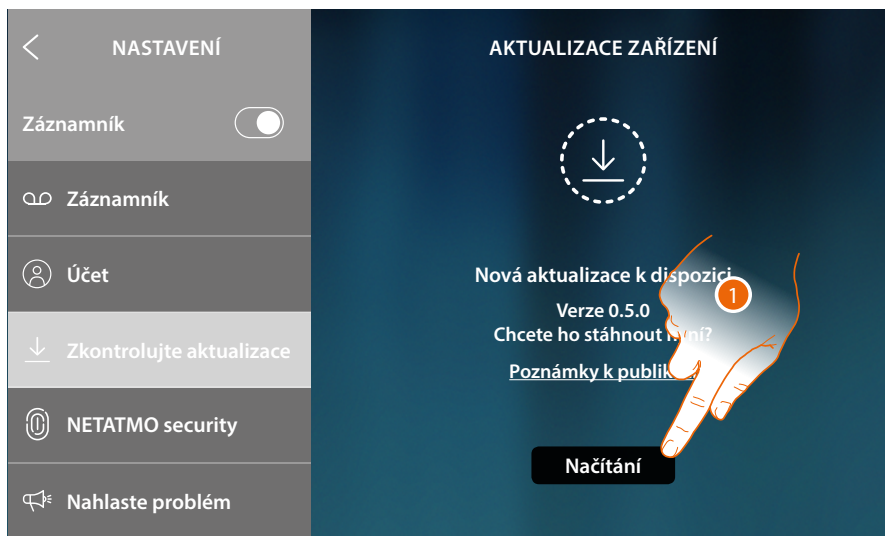 NASTAVENÍ
Záznamník
Záznamník
Účet
Zkontrolujte aktualizace
NETATMO security
Nahlaste problém
AKTUALIZACE ZAŘÍZENÍ
Nová aktualizace k dispozici
Verze 0.5.0
Chcete ho stáhnout
Poznámky k
Načítání
1